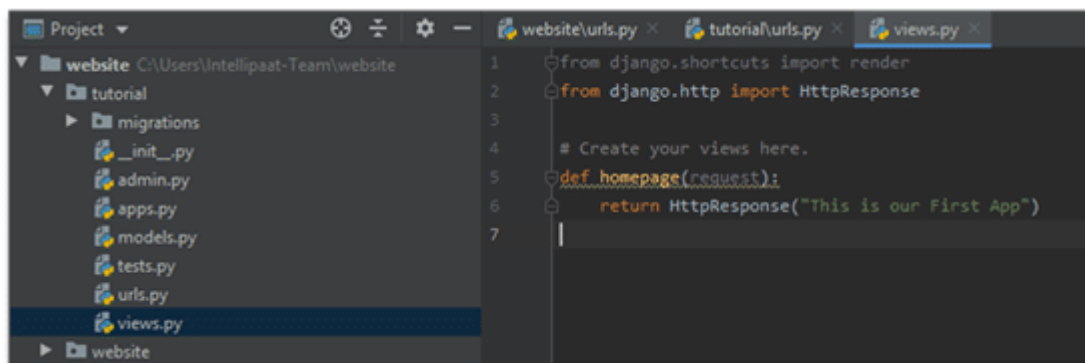 Project
website C:\Users\Intellipaat-Team\website
tutorial
migrations
__init__.py
admin.py
apps.py
models.py
tests.py
urls.py
views.py
website
website\urls.py
tutorial\urls.py
views.py
1 from django.shortcuts import render
2 from django.http import HttpResponse
3
4 # Create your views here.
5 def homepage(request):
6 return HttpResponse("This is our First App")
7